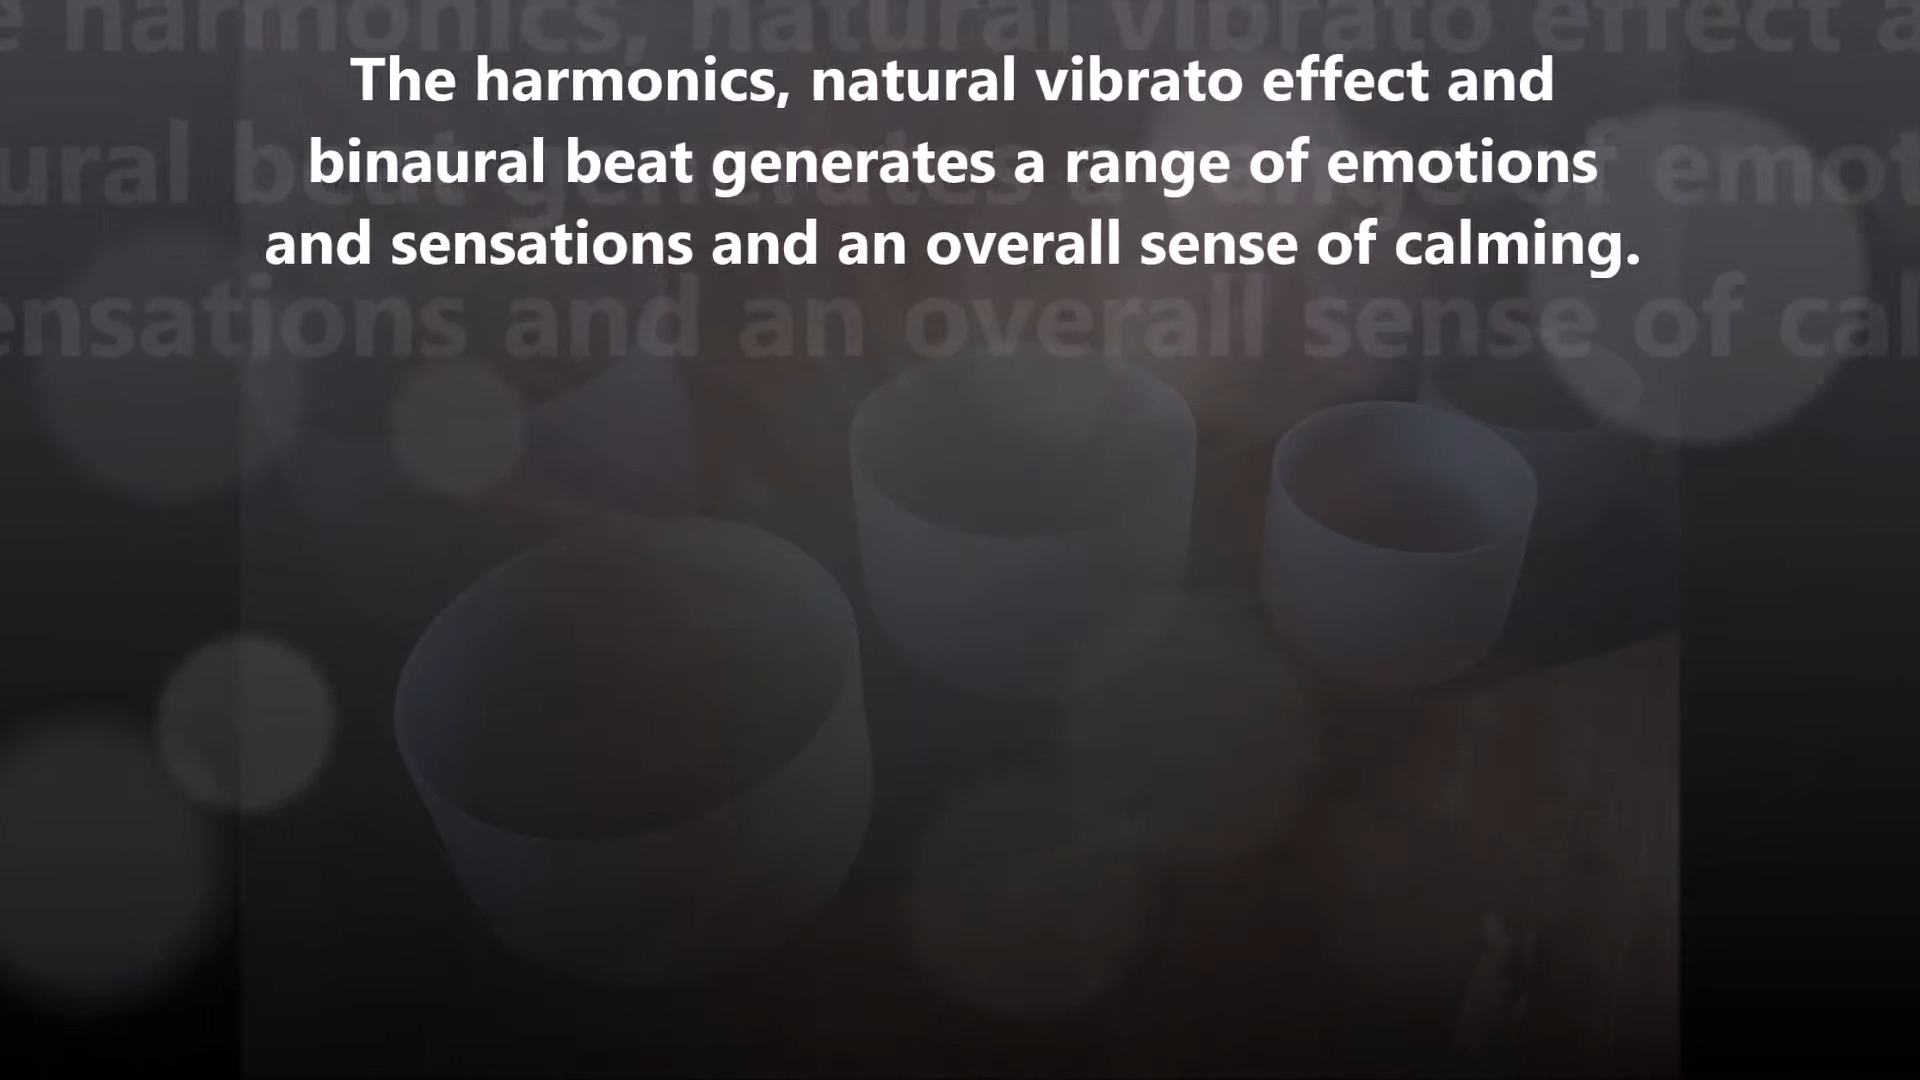 The harmonics, natural vibrato effect and
binaural beat generates a range of emotions
and sensations and an overall sense of calming.